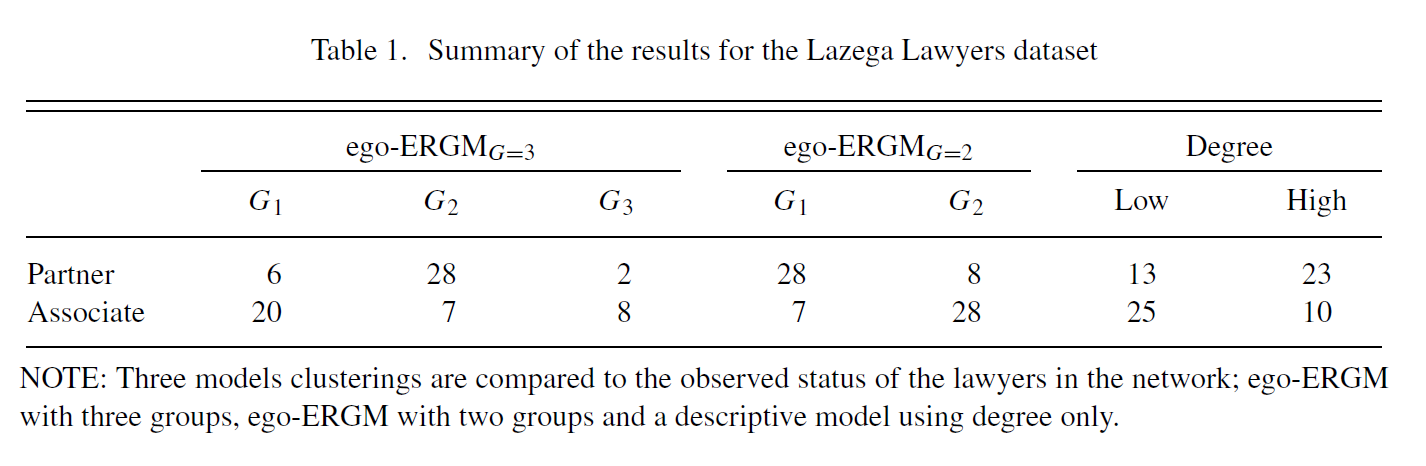 Table 1. Summary of the results for the Lazega Lawyers dataset
ego-ERGM_{G=3} ego-ERGM_{G=2} Degree
G_1 G_2 G_3 G_1 G_2 Low High
Partner 6 28 2 28 8 13 23
Associate 20 7 8 7 28 25 10
NOTE: Three models clusterings are compared to the observed status of the lawyers in the network; ego-ERGM
with three groups, ego-ERGM with two groups and a descriptive model using degree only.